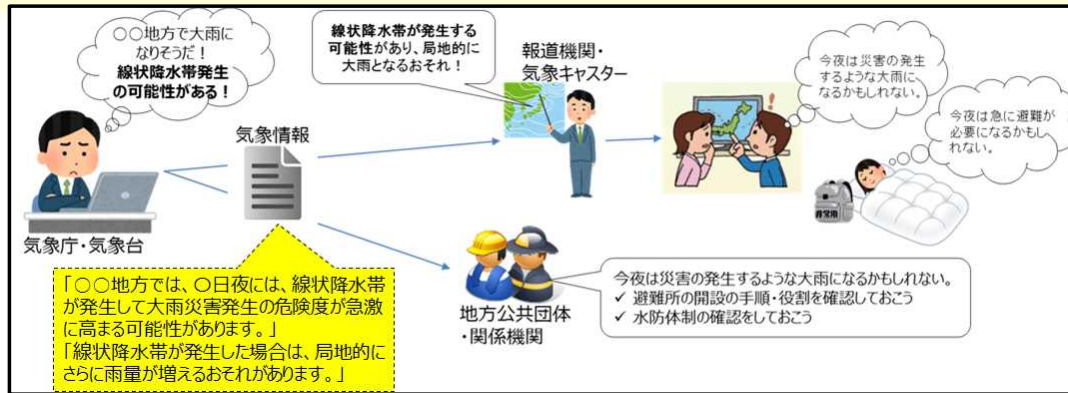 ○○地方で大雨に
なりそうだ！
線状降水帯発生
の可能性がある！
気象庁・気象台
気象情報
「○○地方では、○日夜には、線状降水帯
が発生して大雨災害発生の危険度が急激
に高まる可能性があります。」
「線状降水帯が発生した場合は、局地的に
さらに雨量が増えるおそれがあります。」
線状降水帯が発生する
可能性があり、局地的に
大雨となるおそれ！
報道機関・
気象キャスター
今夜は災害の発生
するような大雨に
なるかもしれない。
今夜は急に避難が
必要になるかもし
れない。
非常用
地方公共団体
・関係機関
今夜は災害の発生するような大雨になるかもしれない。
✓ 避難所の開設の手順・役割を確認しておこう
✓ 水防体制の確認をしておこう